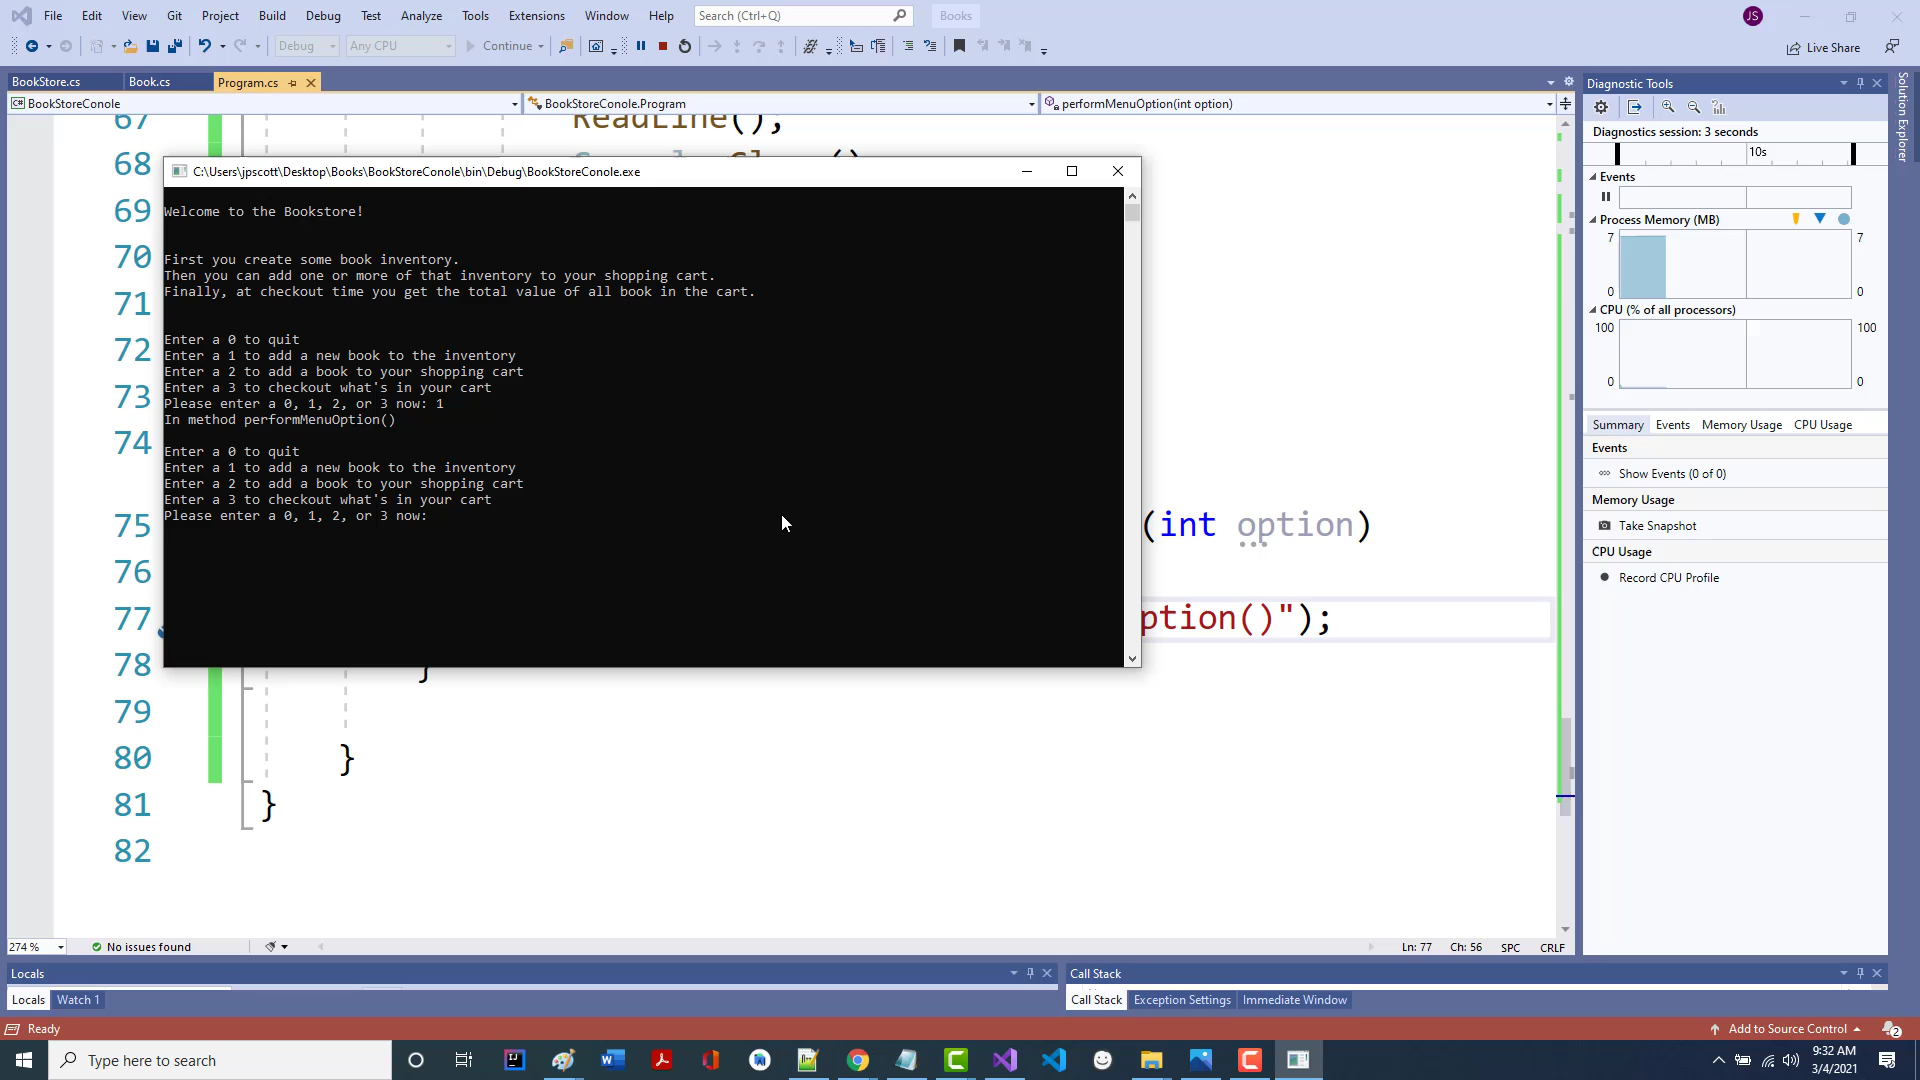 File Edit View Git Project Build Debug Test Analyze Tools Extensions Window Help Search (Ctrl+Q) Books JS
Debug Any CPU Continue Live Share
BookStore.cs Book.cs Program.cs
BookStoreConole BookStoreConole.Program performMenuOption(int option)
67 ReadLine();
68
69
70
71
72
73
74
75 (int option)
76
77 ption()");
78 }
79
80 }
81 }
82
C:\Users\jpscott\Desktop\Books\BookStoreConole\bin\Debug\BookStoreConole.exe
Welcome to the Bookstore!
First you create some book inventory.
Then you can add one or more of that inventory to your shopping cart.
Finally, at checkout time you get the total value of all book in the cart.
Enter a 0 to quit
Enter a 1 to add a new book to the inventory
Enter a 2 to add a book to your shopping cart
Enter a 3 to checkout what's in your cart
Please enter a 0, 1, 2, or 3 now: 1
In method performMenuOption()
Enter a 0 to quit
Enter a 1 to add a new book to the inventory
Enter a 2 to add a book to your shopping cart
Enter a 3 to checkout what's in your cart
Please enter a 0, 1, 2, or 3 now:
Diagnostic Tools
Diagnostics session: 3 seconds
10s
Events
Process Memory (MB)
7 7
0 0
CPU (% of all processors)
100 100
0 0
Summary Events Memory Usage CPU Usage
Events
Show Events (0 of 0)
Memory Usage
Take Snapshot
CPU Usage
Record CPU Profile
Solution Explorer
274 % No issues found Ln: 77 Ch: 56 SPC CRLF
Locals Call Stack
Locals Watch 1 Call Stack Exception Settings Immediate Window
Ready Add to Source Control 2
Type here to search
9:32 AM
3/4/2021